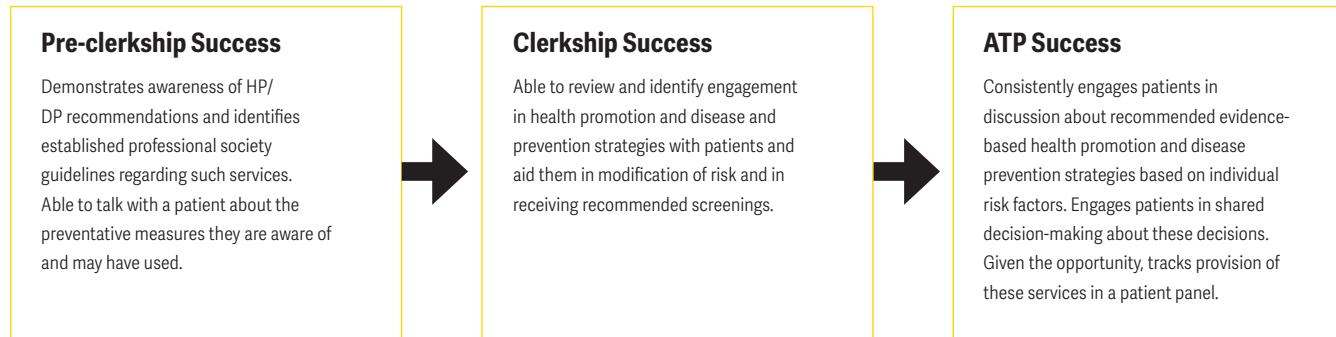 Pre-clerkship Success
Demonstrates awareness of HP/
DP recommendations and identifies
established professional society
guidelines regarding such services.
Able to talk with a patient about the
preventative measures they are aware of
and may have used.
Clerkship Success
Able to review and identify engagement
in health promotion and disease and
prevention strategies with patients and
aid them in modification of risk and in
receiving recommended screenings.
ATP Success
Consistently engages patients in
discussion about recommended evidence-
based health promotion and disease
prevention strategies based on individual
risk factors. Engages patients in shared
decision-making about these decisions.
Given the opportunity, tracks provision of
these services in a patient panel.